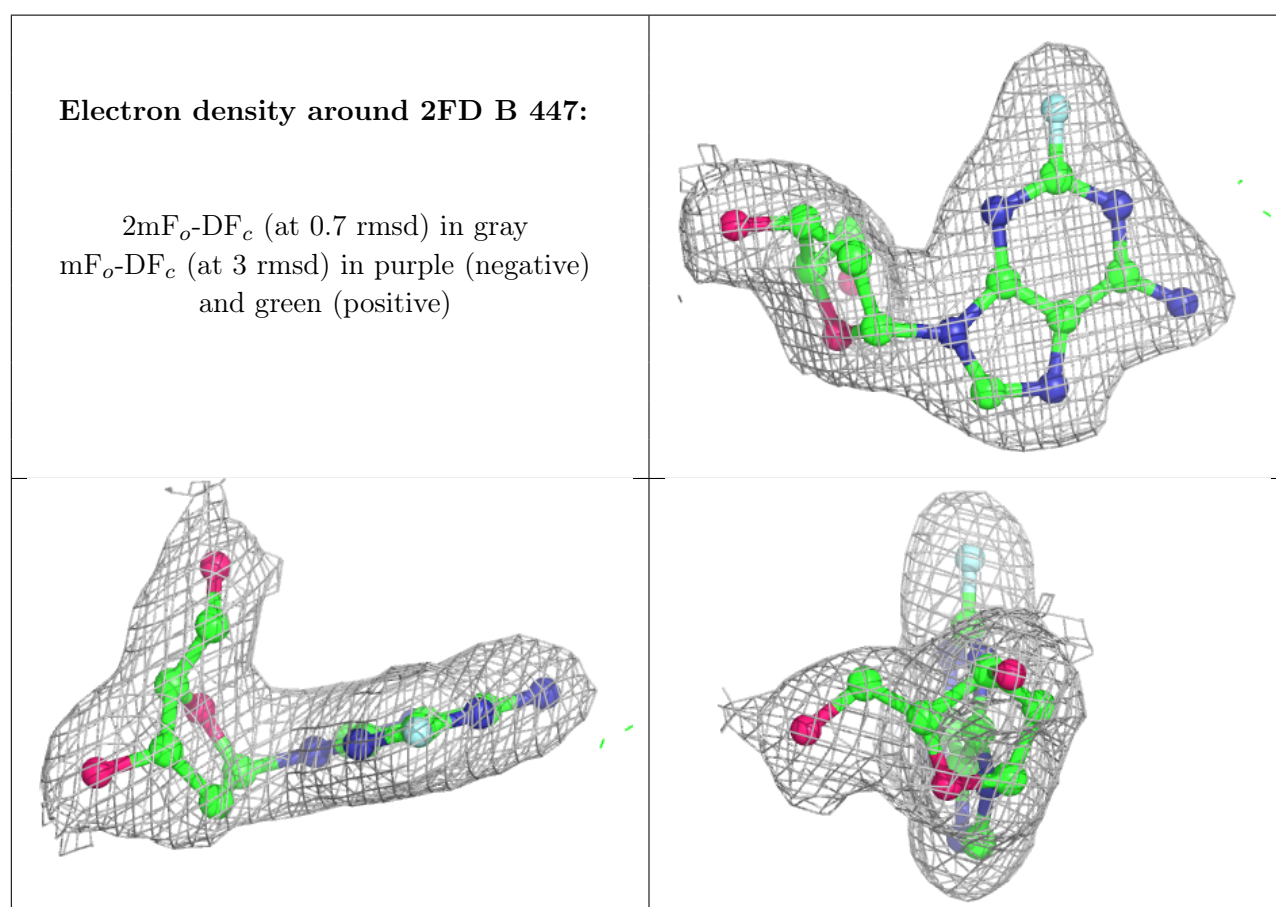 Electron density around 2FD B 447:
2mFo-DFc (at 0.7 rmsd) in gray
mFo-DFc (at 3 rmsd) in purple (negative)
and green (positive)